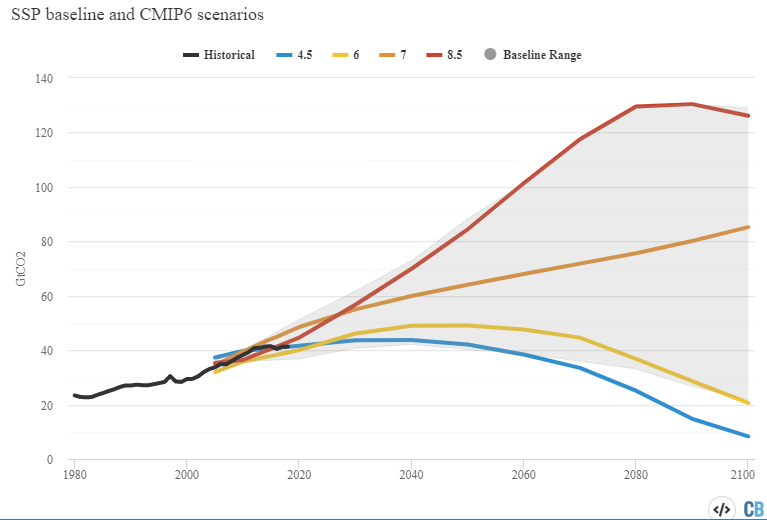 SSP baseline and CMIP6 scenarios
Historical 4.5 6 7 8.5 Baseline Range
140
120
100
80
60
40
20
0
GtCO2
1980 2000 2020 2040 2060 2080 2100
</> CB